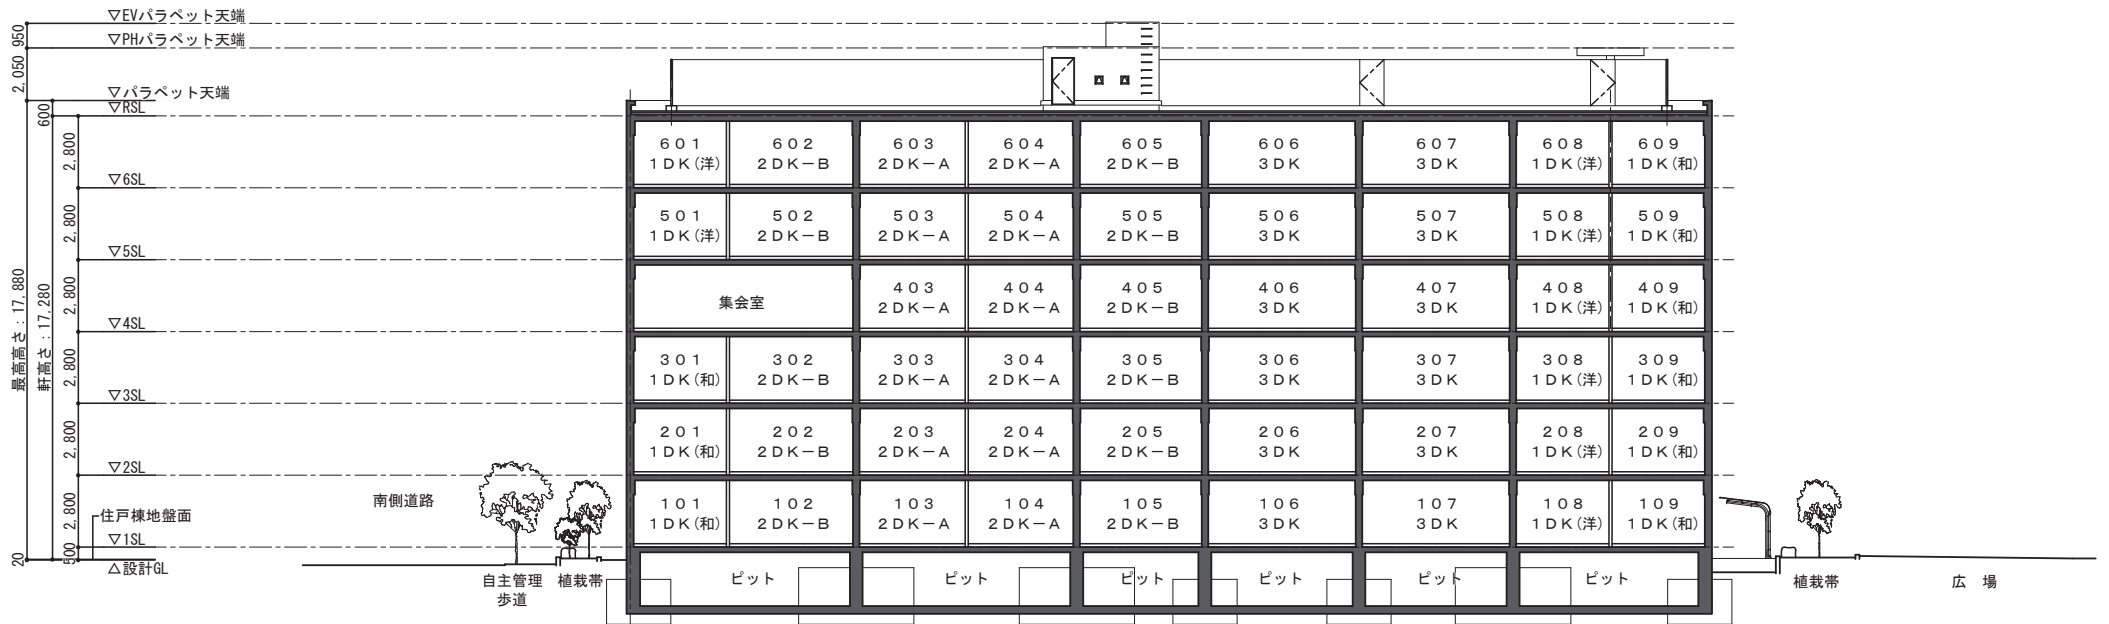 ▽EVパラペット天端
▽PHパラペット天端
▽パラペット天端
▽RSL
▽6SL
▽5SL
▽4SL
▽3SL
▽2SL
住戸棟地盤面
▽1SL
△設計GL
950
2,050
最高高さ：17,880
20
600
軒高さ：17,280
2,800
2,800
2,800
2,800
2,800
2,800
500
601 602 603 604 605 606 607 608 609
1DK(洋) 2DK－B 2DK－A 2DK－A 2DK－B 3DK 3DK 1DK(洋) 1DK(和)
501 502 503 504 505 506 507 508 509
1DK(洋) 2DK－B 2DK－A 2DK－A 2DK－B 3DK 3DK 1DK(洋) 1DK(和)
集会室 403 404 405 406 407 408 409
2DK－A 2DK－A 2DK－B 3DK 3DK 1DK(洋) 1DK(和)
301 302 303 304 305 306 307 308 309
1DK(和) 2DK－B 2DK－A 2DK－A 2DK－B 3DK 3DK 1DK(洋) 1DK(和)
201 202 203 204 205 206 207 208 209
1DK(和) 2DK－B 2DK－A 2DK－A 2DK－B 3DK 3DK 1DK(洋) 1DK(和)
101 102 103 104 105 106 107 108 109
1DK(和) 2DK－B 2DK－A 2DK－A 2DK－B 3DK 3DK 1DK(洋) 1DK(和)
ピット ピット ピット ピット ピット ピット
南側道路
自主管理
歩道
植栽帯
植栽帯
広 場